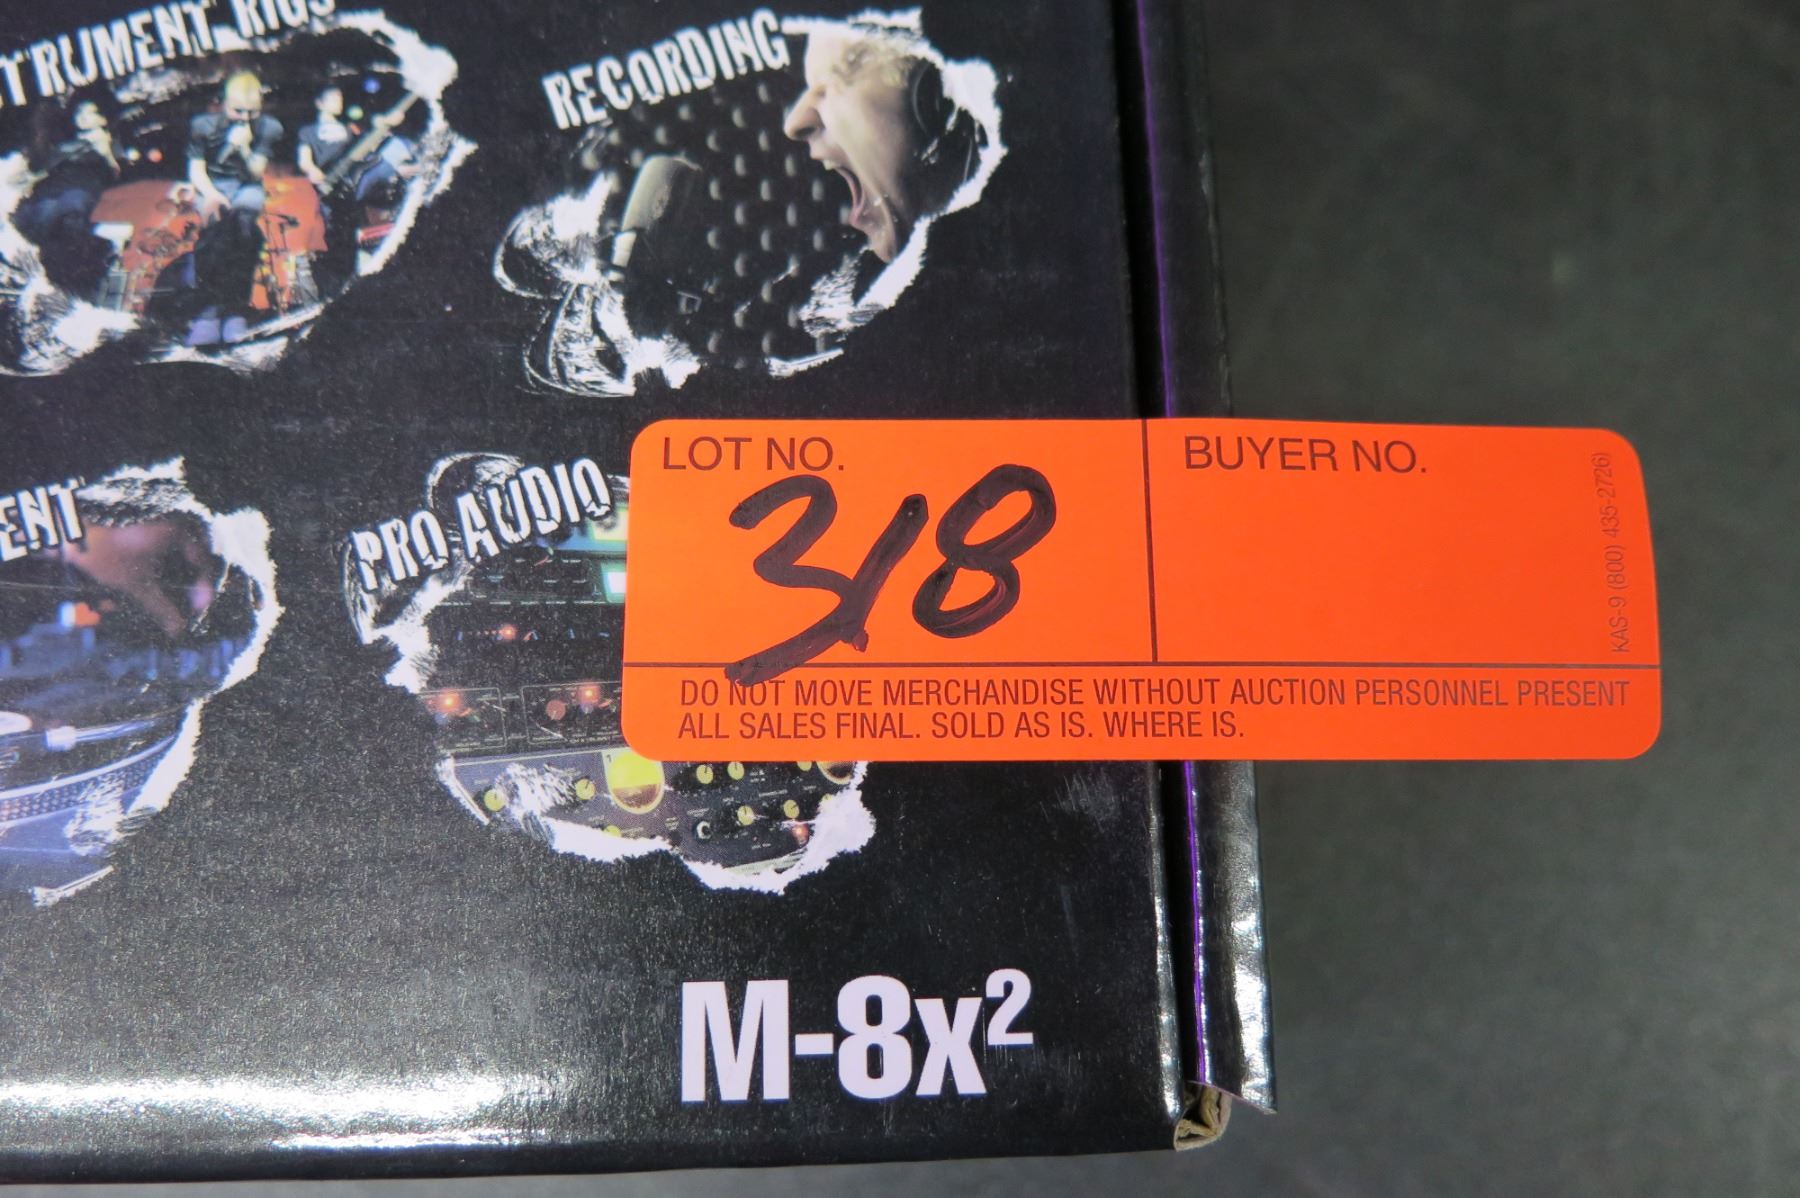 RECORDING
PRO AUDIO
LOT NO.
318
BUYER NO.
KAS-9 (800) 435-2726)
DO NOT MOVE MERCHANDISE WITHOUT AUCTION PERSONNEL PRESENT
ALL SALES FINAL. SOLD AS IS. WHERE IS.
M-8x²